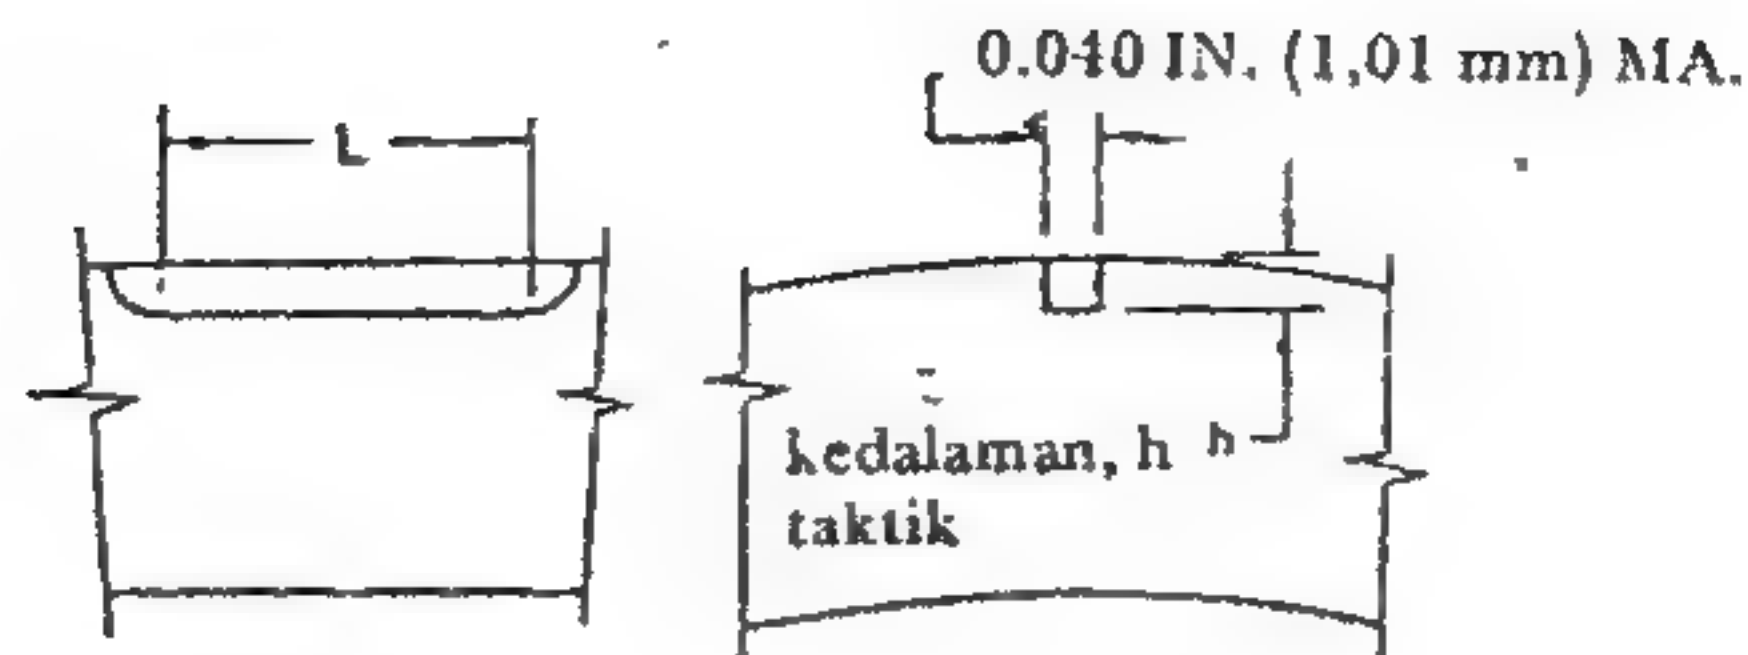 0.040 IN. (1,01 mm) MA.
L
kedalaman, h h
taktik